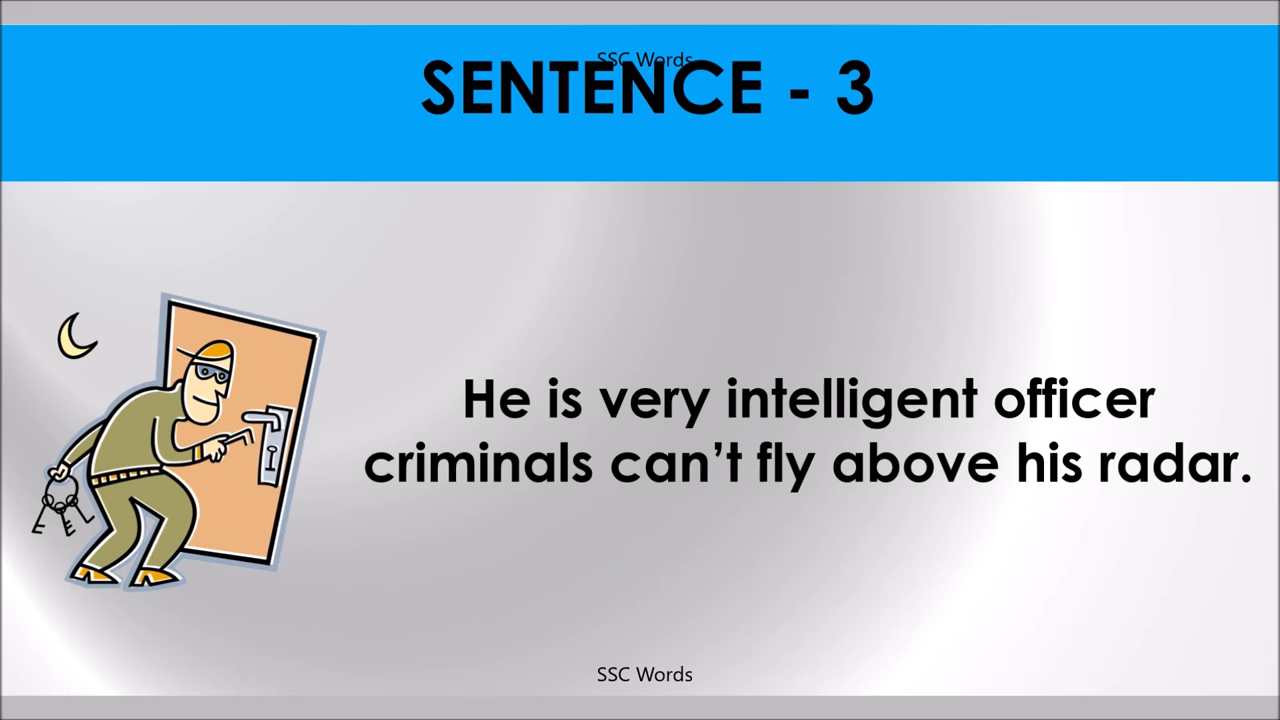 SSC Words
SENTENCE - 3
He is very intelligent officer
criminals can't fly above his radar.
SSC Words